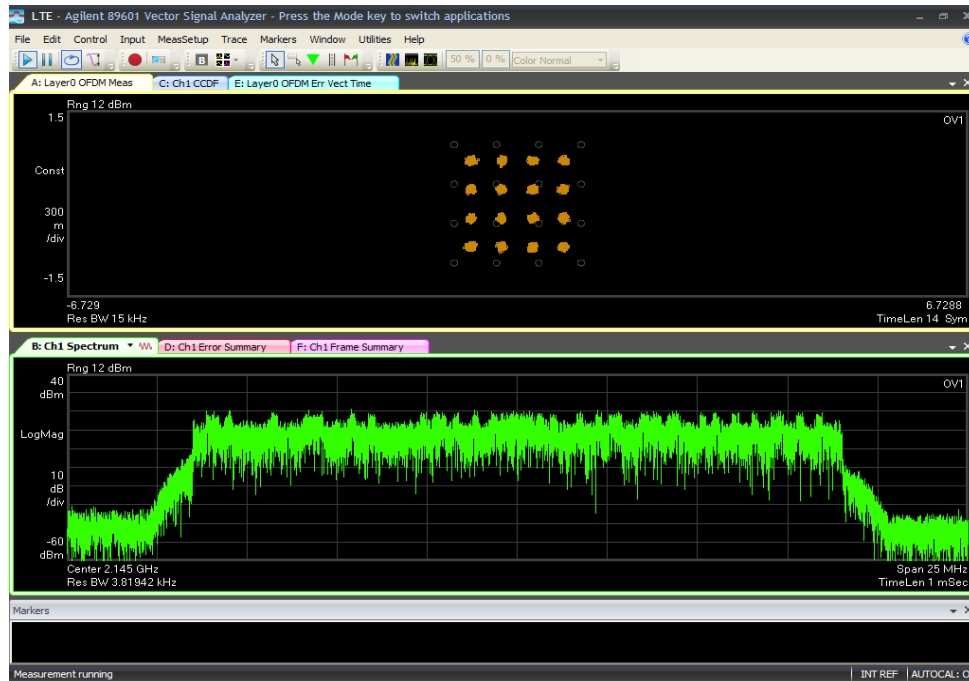 LTE - Agilent 89601 Vector Signal Analyzer - Press the Mode key to switch applications
File Edit Control Input MeasSetup Trace Markers Window Utilities Help
B 50 % 0 % Color Normal
A: Layer0 OFDM Meas C: Ch1 CCDF E: Layer0 OFDM Err Vect Time
Rng 12 dBm
1.5 OV1
Const
300
m
/div
-1.5
-6.729 6.7288
Res BW 15 kHz TimeLen 14 Sym
B: Ch1 Spectrum D: Ch1 Error Summary F: Ch1 Frame Summary
Rng 12 dBm
40 OV1
dBm
LogMag
10
dB
/div
-60
dBm
Center 2.145 GHz Span 25 MHz
Res BW 3.81942 kHz TimeLen 1 mSec
Markers
Measurement running INT REF AUTOCAL: